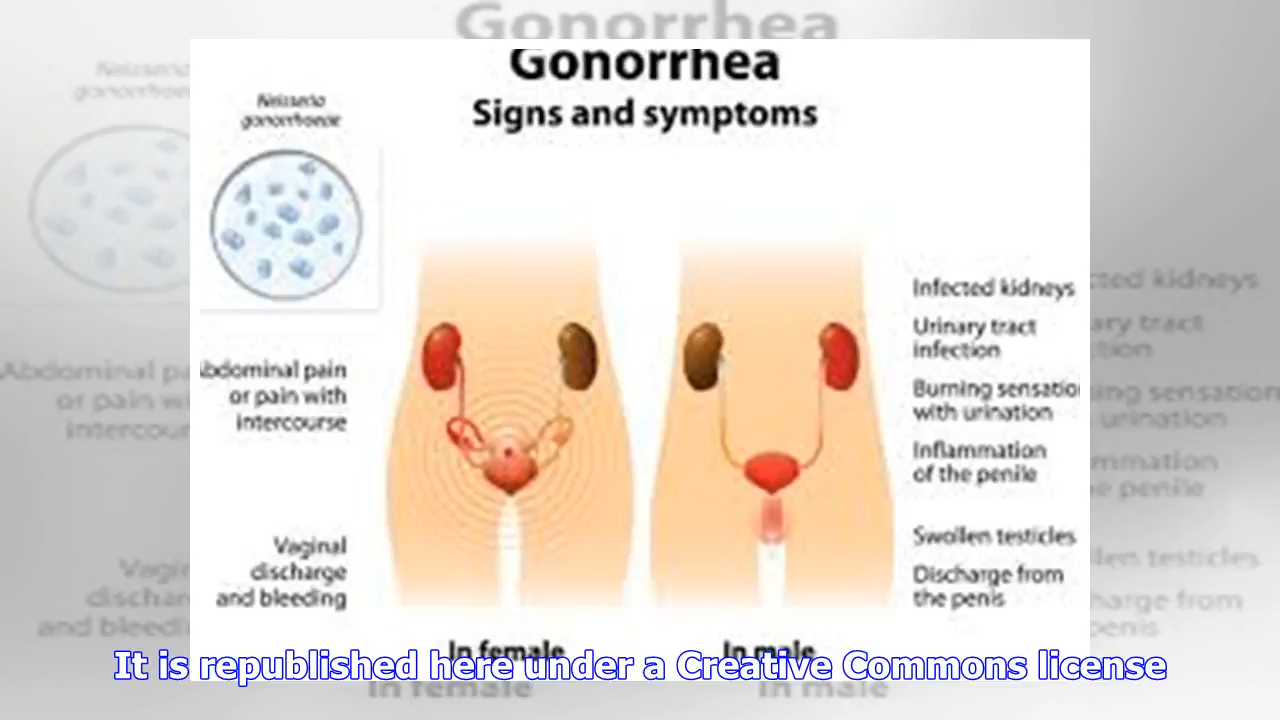 Gonorrhea
Signs and symptoms
Neisseria
gonorrhoeae
Abdominal pain
or pain with
intercourse
Vaginal
discharge
and bleeding
Infected kidneys
Urinary tract
infection
Burning sensation
with urination
Inflammation
of the penile
Swollen testicles
Discharge from
the penis
In female
In male
It is republished here under a Creative Commons license